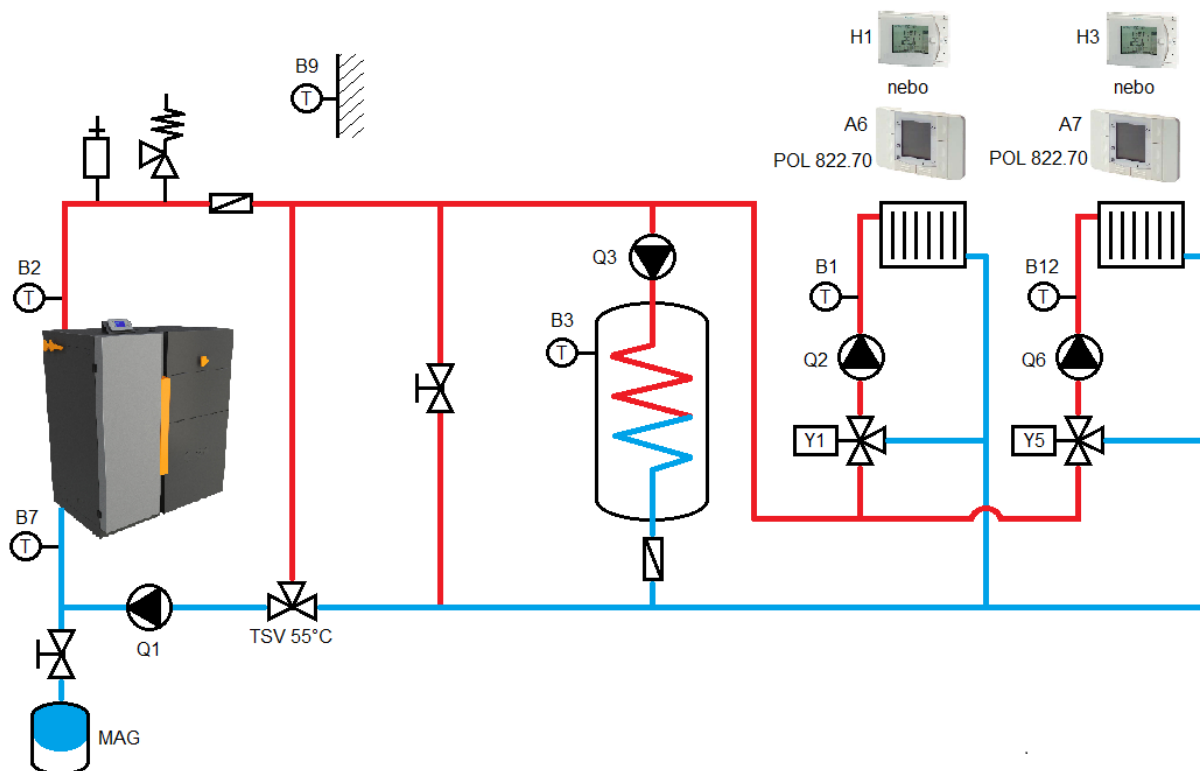 H1
H3
B9
T
nebo
nebo
A6
A7
POL 822.70
POL 822.70
B2
T
Q3
B1
T
B12
T
B3
T
Q2
Q6
Y1
Y5
B7
T
Q1
TSV 55°C
MAG